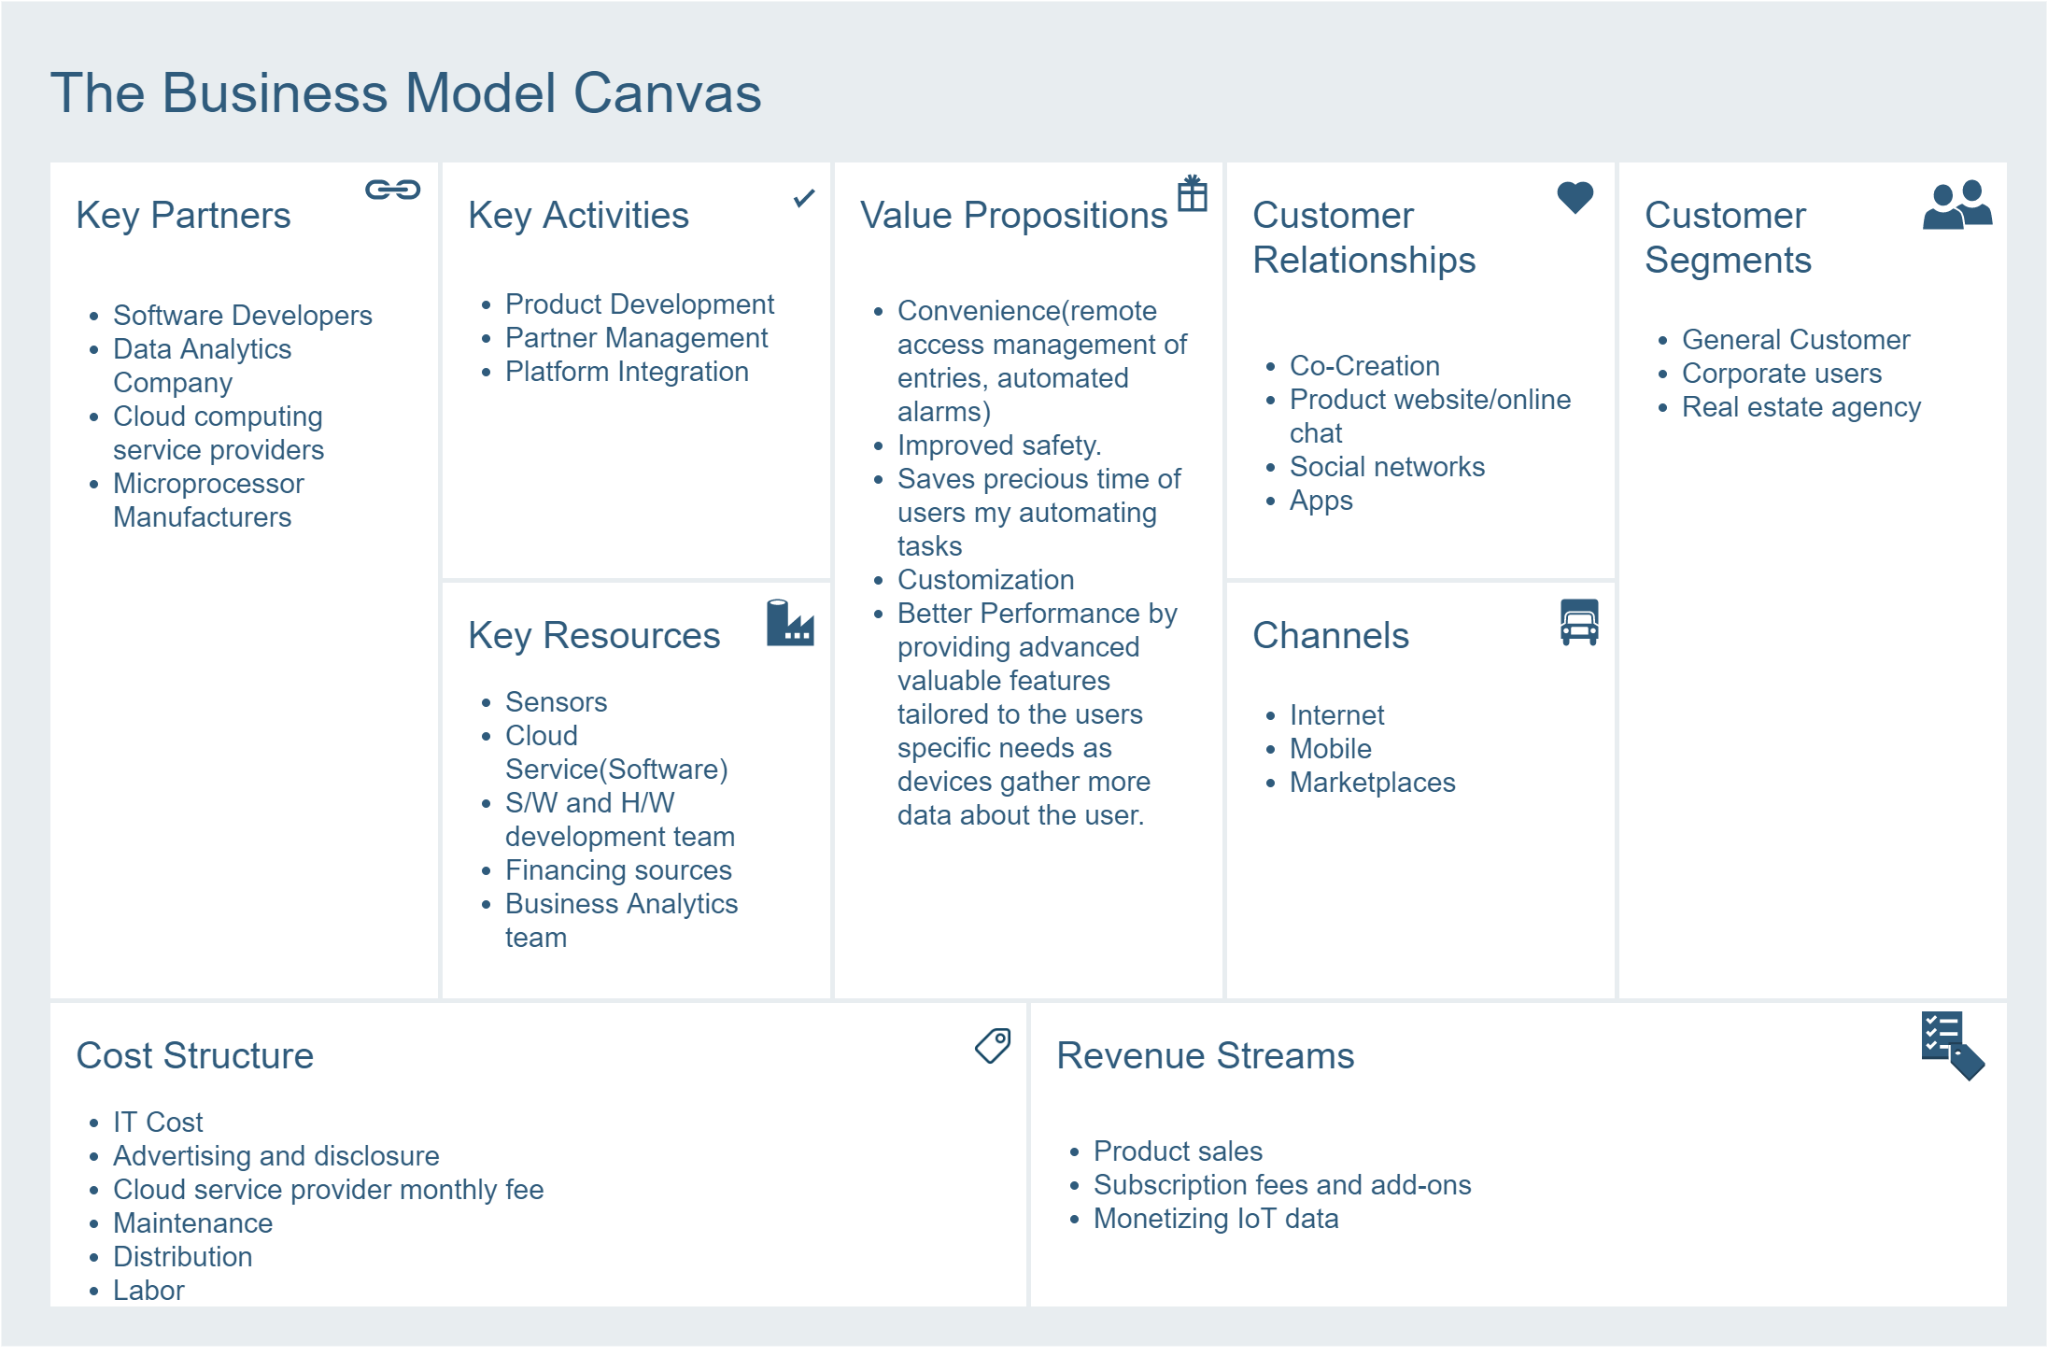 The Business Model Canvas
Key Partners
• Software Developers
• Data Analytics
Company
• Cloud computing
service providers
• Microprocessor
Manufacturers
Key Activities
• Product Development
• Partner Management
• Platform Integration
Key Resources
• Sensors
• Cloud
Service(Software)
• S/W and H/W
development team
• Financing sources
• Business Analytics
team
Value Propositions
• Convenience(remote
access management of
entries, automated
alarms)
• Improved safety.
• Saves precious time of
users my automating
tasks
• Customization
• Better Performance by
providing advanced
valuable features
tailored to the users
specific needs as
devices gather more
data about the user.
Customer
Relationships
• Co-Creation
• Product website/online
chat
• Social networks
• Apps
Channels
• Internet
• Mobile
• Marketplaces
Customer
Segments
• General Customer
• Corporate users
• Real estate agency
Cost Structure
• IT Cost
• Advertising and disclosure
• Cloud service provider monthly fee
• Maintenance
• Distribution
• Labor
Revenue Streams
• Product sales
• Subscription fees and add-ons
• Monetizing IoT data